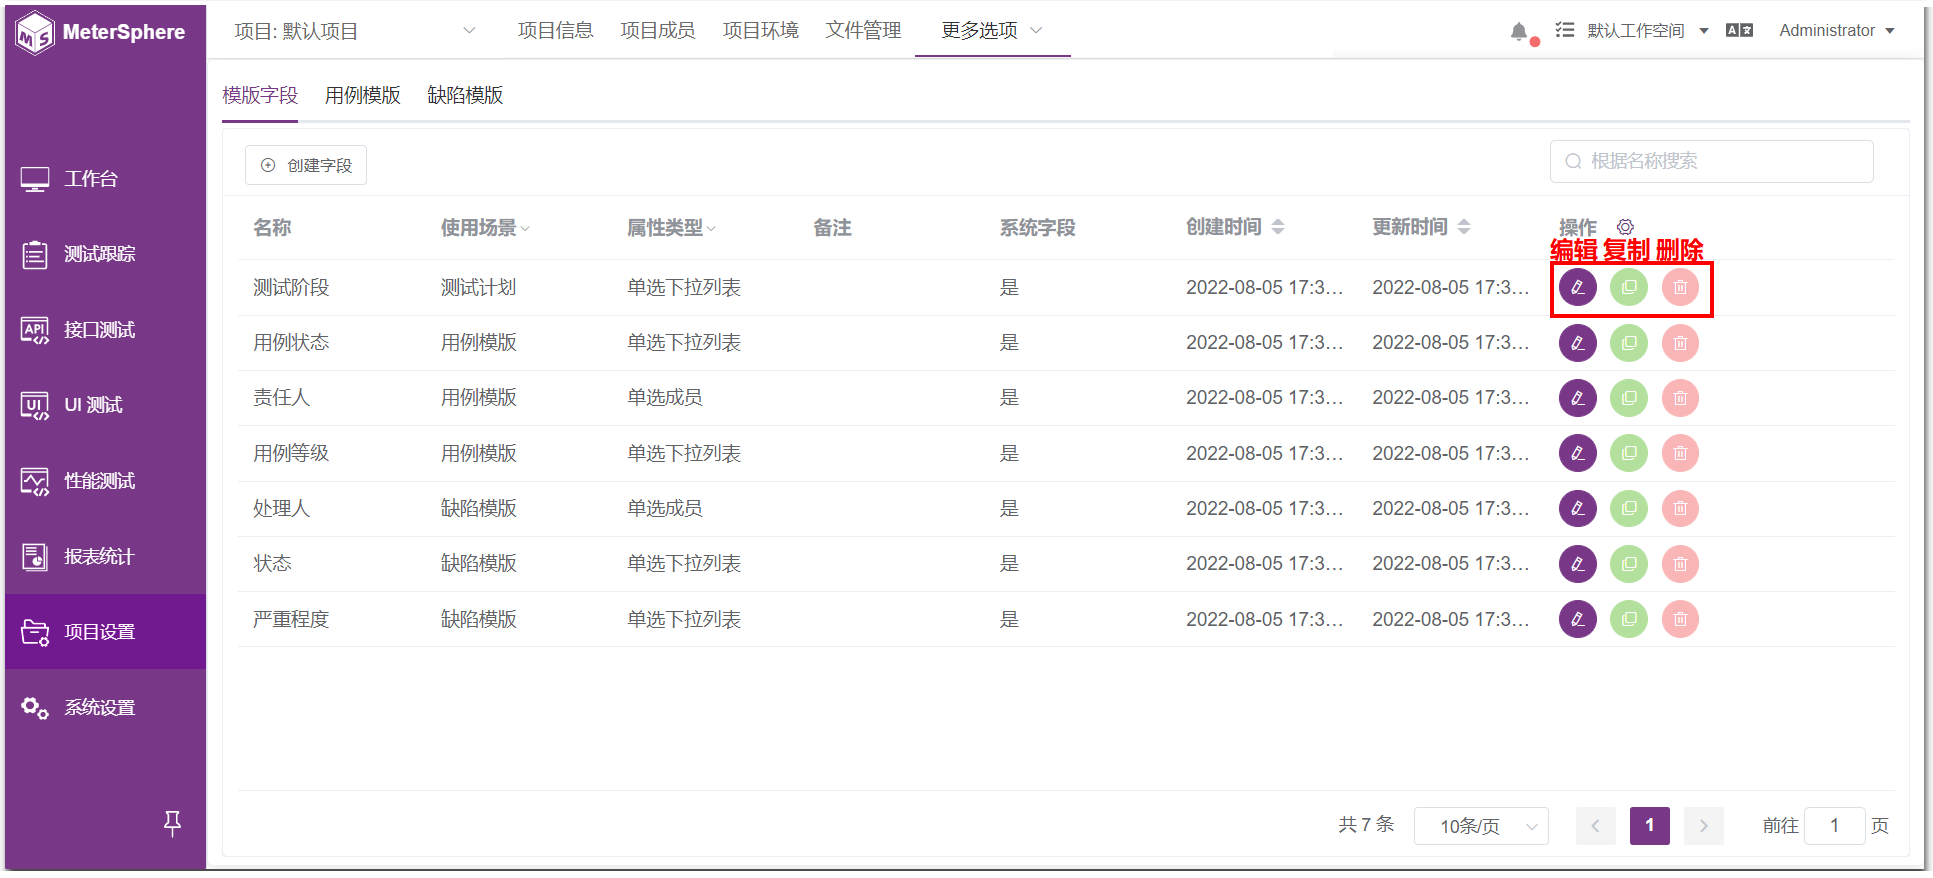 MeterSphere
项目: 默认项目
项目信息 项目成员 项目环境 文件管理 更多选项
默认工作空间
Administrator
模版字段 用例模版 缺陷模版
创建字段
根据名称搜索
工作台
测试跟踪
接口测试
UI 测试
性能测试
报表统计
项目设置
系统设置
名称 使用场景 属性类型 备注 系统字段 创建时间 更新时间 操作
编辑 复制 删除
测试阶段 测试计划 单选下拉列表 是 2022-08-05 17:3... 2022-08-05 17:3...
用例状态 用例模版 单选下拉列表 是 2022-08-05 17:3... 2022-08-05 17:3...
责任人 用例模版 单选成员 是 2022-08-05 17:3... 2022-08-05 17:3...
用例等级 用例模版 单选下拉列表 是 2022-08-05 17:3... 2022-08-05 17:3...
处理人 缺陷模版 单选成员 是 2022-08-05 17:3... 2022-08-05 17:3...
状态 缺陷模版 单选下拉列表 是 2022-08-05 17:3... 2022-08-05 17:3...
严重程度 缺陷模版 单选下拉列表 是 2022-08-05 17:3... 2022-08-05 17:3...
共 7 条 10条/页 1 前往 1 页